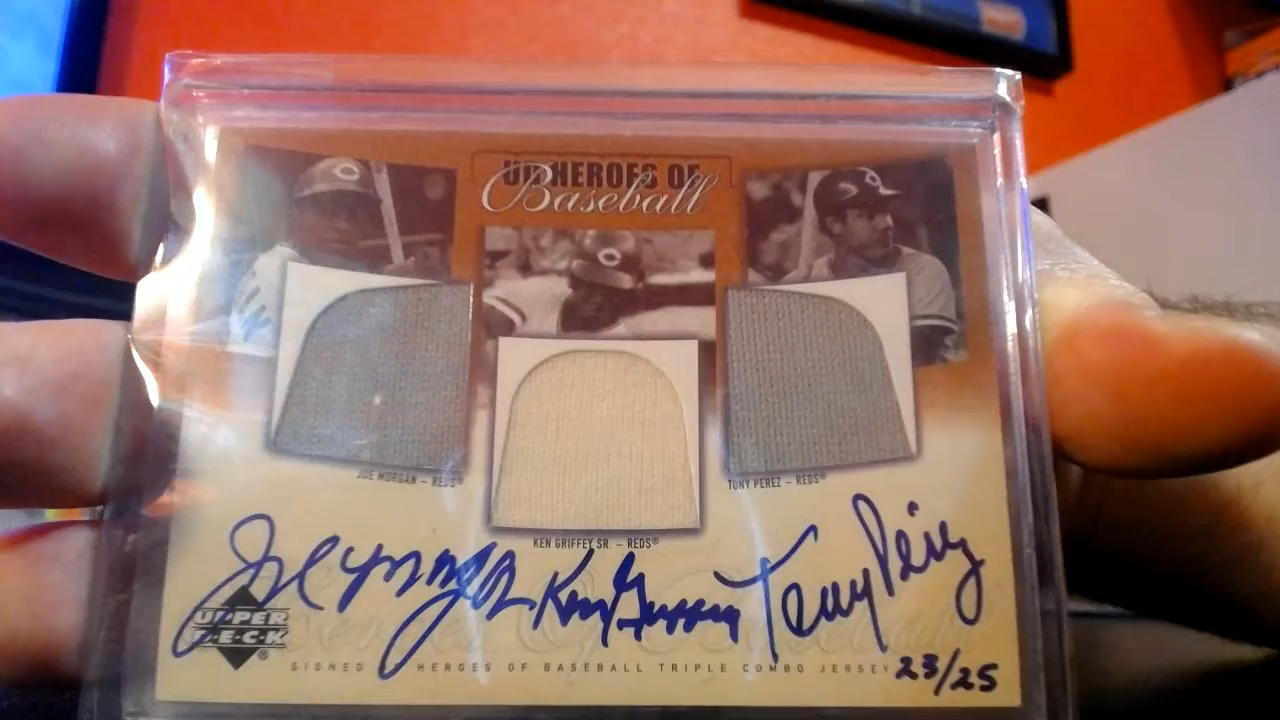 UD HEROES OF
Baseball
JOE MORGAN – REDS®
TONY PEREZ – REDS®
KEN GRIFFEY SR. – REDS®
Joe Morgan Ken Griffey Tony Perez
UPPER
DECK®
SIGNED HEROES OF BASEBALL TRIPLE COMBO JERSEY
23/25